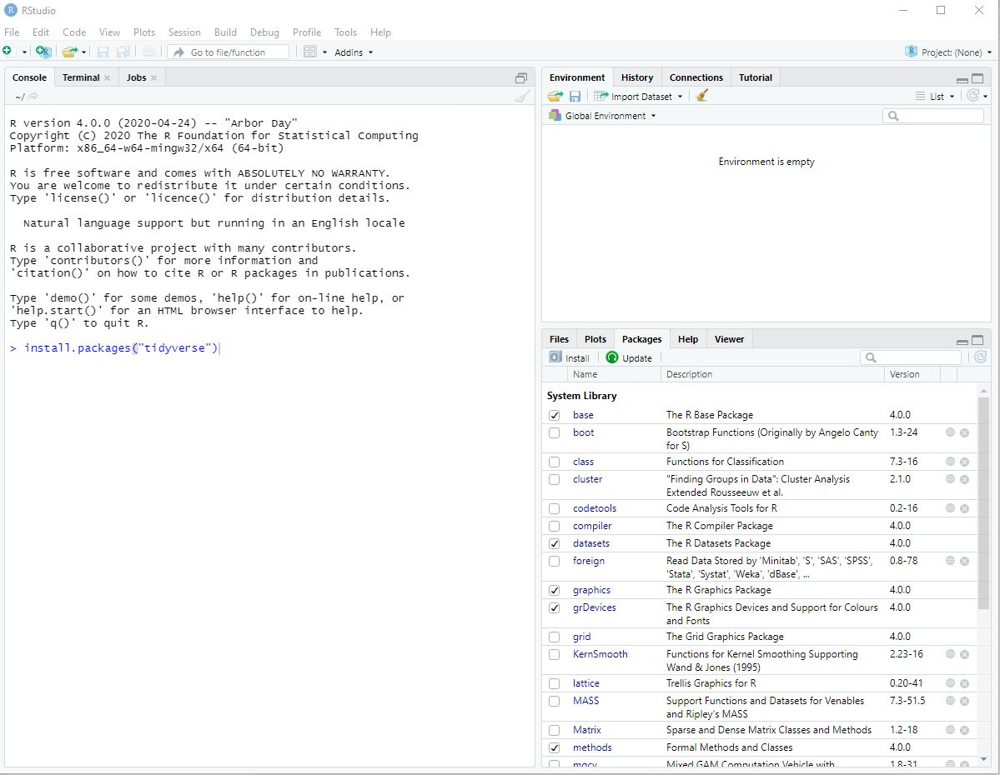 RStudio
File Edit Code View Plots Session Build Debug Profile Tools Help
Go to file/function Addins Project: (None)
Console Terminal Jobs
~/
R version 4.0.0 (2020-04-24) -- "Arbor Day"
Copyright (C) 2020 The R Foundation for Statistical Computing
Platform: x86_64-w64-mingw32/x64 (64-bit)
R is free software and comes with ABSOLUTELY NO WARRANTY.
You are welcome to redistribute it under certain conditions.
Type 'license()' or 'licence()' for distribution details.
Natural language support but running in an English locale
R is a collaborative project with many contributors.
Type 'contributors()' for more information and
'citation()' on how to cite R or R packages in publications.
Type 'demo()' for some demos, 'help()' for on-line help, or
'help.start()' for an HTML browser interface to help.
Type 'q()' to quit R.
> install.packages("tidyverse")
Environment History Connections Tutorial
Import Dataset List
Global Environment
Environment is empty
Files Plots Packages Help Viewer
Install Update
Name Description Version
System Library
base The R Base Package 4.0.0
boot Bootstrap Functions (Originally by Angelo Canty 1.3-24
for S)
class Functions for Classification 7.3-16
cluster "Finding Groups in Data": Cluster Analysis 2.1.0
Extended Rousseeuw et al.
codetools Code Analysis Tools for R 0.2-16
compiler The R Compiler Package 4.0.0
datasets The R Datasets Package 4.0.0
foreign Read Data Stored by 'Minitab', 'S', 'SAS', 'SPSS', 0.8-78
'Stata', 'Systat', 'Weka', 'dBase', ...
graphics The R Graphics Package 4.0.0
grDevices The R Graphics Devices and Support for Colours 4.0.0
and Fonts
grid The Grid Graphics Package 4.0.0
KernSmooth Functions for Kernel Smoothing Supporting 2.23-16
Wand & Jones (1995)
lattice Trellis Graphics for R 0.20-41
MASS Support Functions and Datasets for Venables 7.3-51.5
and Ripley's MASS
Matrix Sparse and Dense Matrix Classes and Methods 1.2-18
methods Formal Methods and Classes 4.0.0
mgcv Mixed GAM Computation Vehicle with 1.8-31